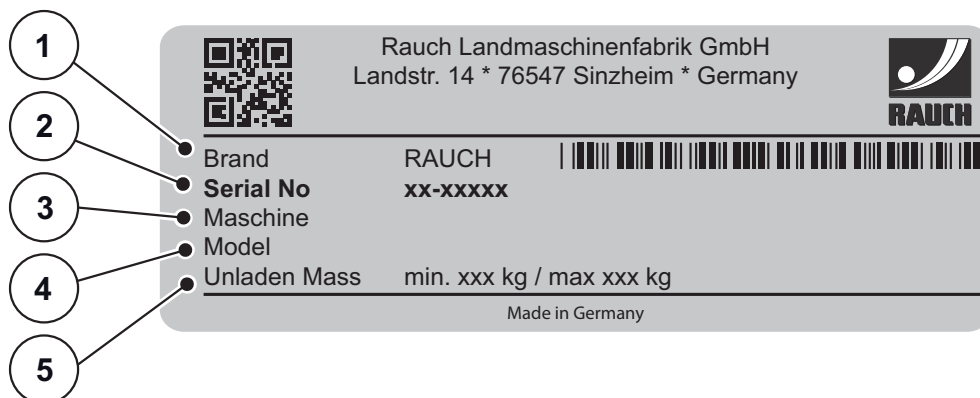 1
2
3
4
5
Rauch Landmaschinenfabrik GmbH
Landstr. 14 * 76547 Sinzheim * Germany
RAUCH
Brand RAUCH
Serial No xx-xxxxx
Maschine
Model
Unladen Mass min. xxx kg / max xxx kg
Made in Germany